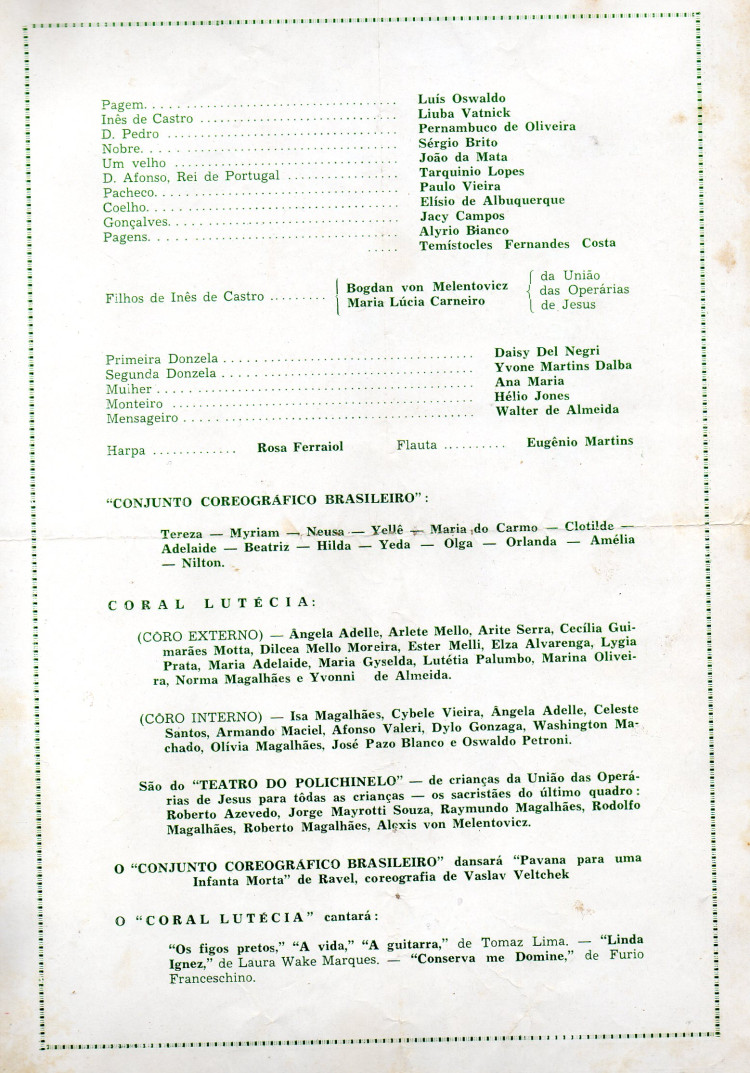 Pagem. . . . . . . . . . . . . . . . . . . . . . . . . . . . . . . . . . . Luís Oswaldo
Inês de Castro . . . . . . . . . . . . . . . . . . . . . . . . . . . . Liuba Vatnick
D. Pedro . . . . . . . . . . . . . . . . . . . . . . . . . . . . . . . . Pernambuco de Oliveira
Nobre. . . . . . . . . . . . . . . . . . . . . . . . . . . . . . . . . . . Sérgio Brito
Um velho . . . . . . . . . . . . . . . . . . . . . . . . . . . . . . . João da Mata
D. Afonso, Rei de Portugal . . . . . . . . . . . . . . . . Tarquinio Lopes
Pacheco. . . . . . . . . . . . . . . . . . . . . . . . . . . . . . . . . . Paulo Vieira
Coelho. . . . . . . . . . . . . . . . . . . . . . . . . . . . . . . . . . . Elísio de Albuquerque
Gonçalves. . . . . . . . . . . . . . . . . . . . . . . . . . . . . . . . Jacy Campos
Pagens. . . . . . . . . . . . . . . . . . . . . . . . . . . . . . . . . . Alyrio Bianco
. . . . . Temístocles Fernandes Costa
Filhos de Inês de Castro . . . . . . . . . { Bogdan von Melentovicz { da União
Maria Lúcia Carneiro das Operárias
de Jesus
Primeira Donzela . . . . . . . . . . . . . . . . . . . . . . . . . . . . . . . . . . . Daisy Del Negri
Segunda Donzela . . . . . . . . . . . . . . . . . . . . . . . . . . . . . . . . . . . Yvone Martins Dalba
Mulher . . . . . . . . . . . . . . . . . . . . . . . . . . . . . . . . . . . . . . . . . . . Ana Maria
Monteiro . . . . . . . . . . . . . . . . . . . . . . . . . . . . . . . . . . . . . . . . . Hélio Jones
Mensageiro . . . . . . . . . . . . . . . . . . . . . . . . . . . . . . . . . . . . . . . Walter de Almeida
Harpa . . . . . . . . . . . . . Rosa Ferraiol Flauta . . . . . . . . . . Eugênio Martins
"CONJUNTO COREOGRÁFICO BRASILEIRO" :
Tereza — Myriam — Neusa — Yellê — Maria do Carmo — Clotilde —
Adelaide — Beatriz — Hilda — Yeda — Olga — Orlanda — Amélia
— Nilton.
CORAL LUTÉCIA:
(CÔRO EXTERNO) — Ângela Adelle, Arlete Mello, Arite Serra, Cecília Gui-
marães Motta, Dilcea Mello Moreira, Ester Melli, Elza Alvarenga, Lygia
Prata, Maria Adelaide, Maria Gyselda, Lutétia Palumbo, Marina Olivei-
ra, Norma Magalhães e Yvonni de Almeida.
(CÔRO INTERNO) — Isa Magalhães, Cybele Vieira, Ângela Adelle, Celeste
Santos, Armando Maciel, Afonso Valeri, Dylo Gonzaga, Washington Ma-
chado, Olívia Magalhães, José Pazo Blanco e Oswaldo Petroni.
São do "TEATRO DO POLICHINELO" — de crianças da União das Operá-
rias de Jesus para tôdas as crianças — os sacristães do último quadro :
Roberto Azevedo, Jorge Mayrotti Souza, Raymundo Magalhães, Rodolfo
Magalhães, Roberto Magalhães, Alexis von Melentovicz.
O "CONJUNTO COREOGRÁFICO BRASILEIRO" dansará "Pavana para uma
Infanta Morta" de Ravel, coreografia de Vaslav Veltchek
O "CORAL LUTÉCIA" cantará :
"Os figos pretos," "A vida," "A guitarra," de Tomaz Lima. — "Linda
Ignez," de Laura Wake Marques. — "Conserva me Domine," de Furio
Franceschino.